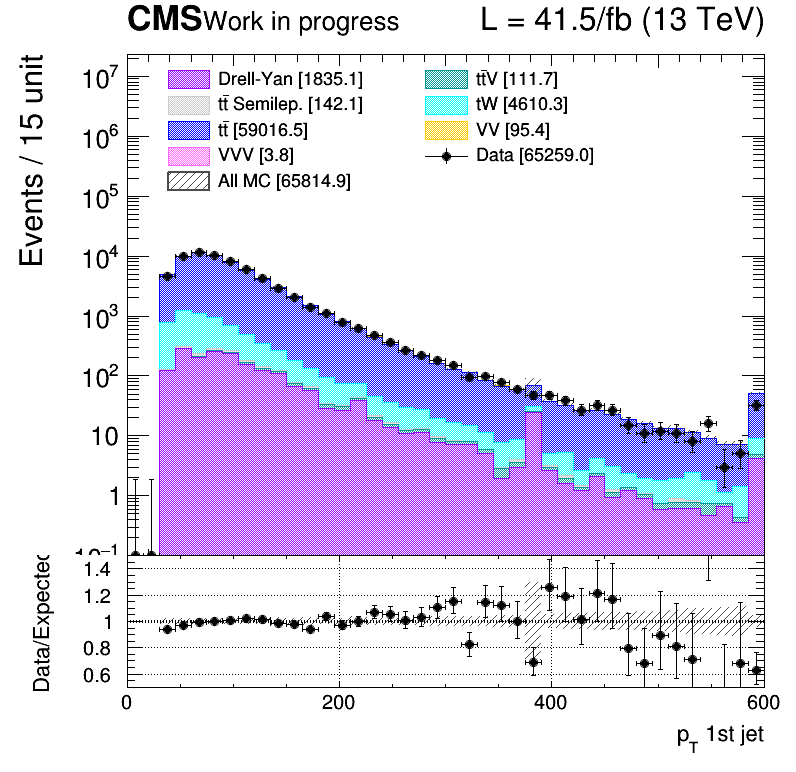 CMS Work in progress L = 41.5/fb (13 TeV)
Events / 15 unit
10⁷
10⁶
10⁵
10⁴
10³
10²
10
1
10⁻¹
Drell-Yan [1835.1]
tt̄ Semilep. [142.1]
tt̄ [59016.5]
VVV [3.8]
All MC [65814.9]
tt̄V [111.7]
tW [4610.3]
VV [95.4]
Data [65259.0]
Data/Expected
1.4
1.2
1
0.8
0.6
0 200 400 600
p_T 1st jet